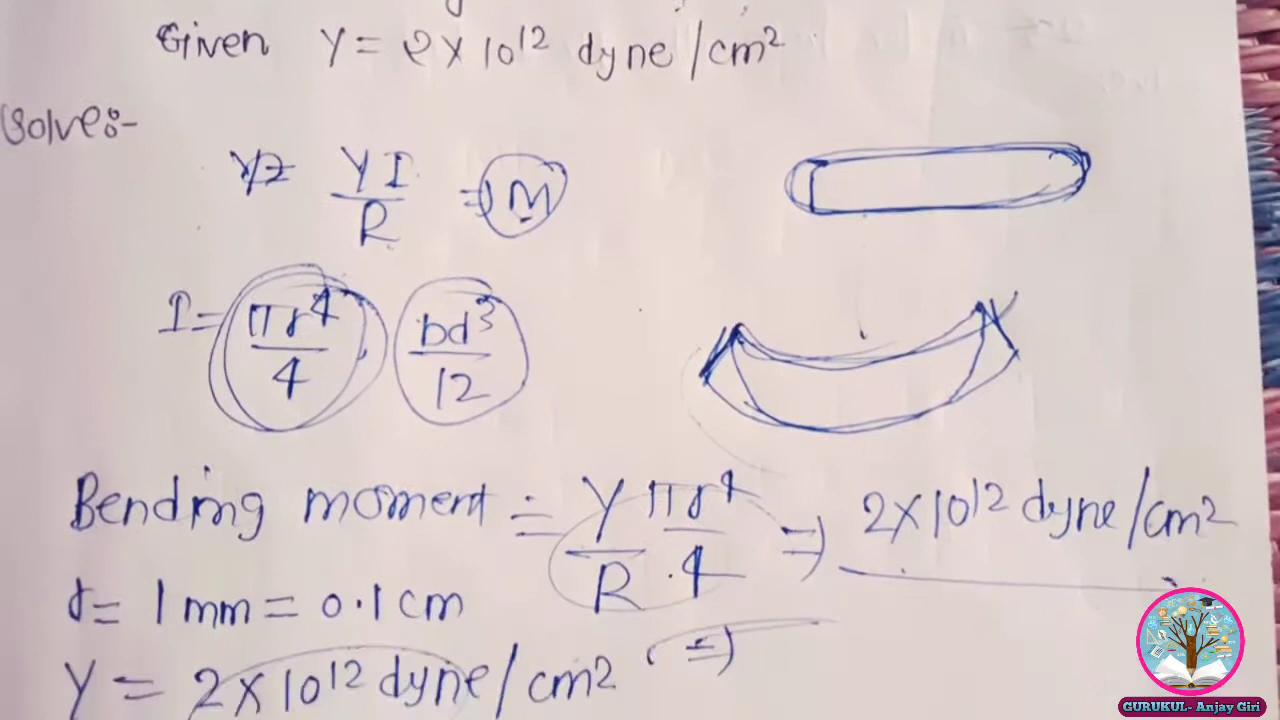 Given Y = 2 × 10¹² dyne/cm²
Solve:-
YI/R => M
I = πr⁴/4 bd³/12
Bending moment = Y πr⁴/R·4 => 2×10¹² dyne/cm²
r = 1 mm = 0.1 cm
Y = 2×10¹² dyne/cm² =>
GURUKUL- Anjay Giri